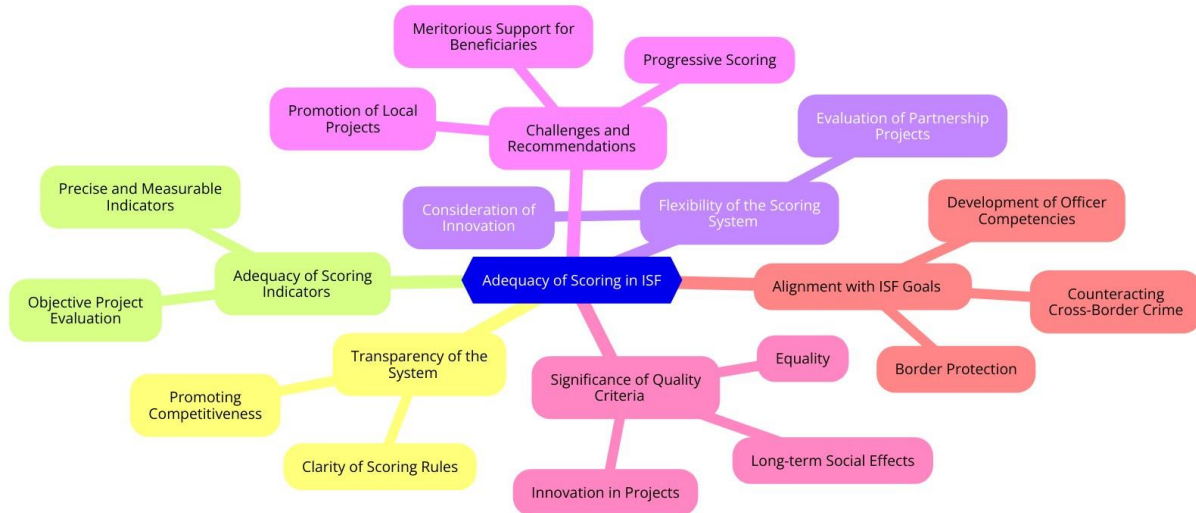 Meritorious Support for
Beneficiaries
Progressive Scoring
Promotion of Local
Projects
Challenges and
Recommendations
Evaluation of Partnership
Projects
Consideration of
Innovation
Flexibility of the Scoring
System
Precise and Measurable
Indicators
Adequacy of Scoring
Indicators
Objective Project
Evaluation
Adequacy of Scoring in ISF
Development of Officer
Competencies
Alignment with ISF Goals
Counteracting
Cross-Border Crime
Border Protection
Transparency of the
System
Promoting
Competitiveness
Clarity of Scoring Rules
Significance of Quality
Criteria
Equality
Long-term Social Effects
Innovation in Projects